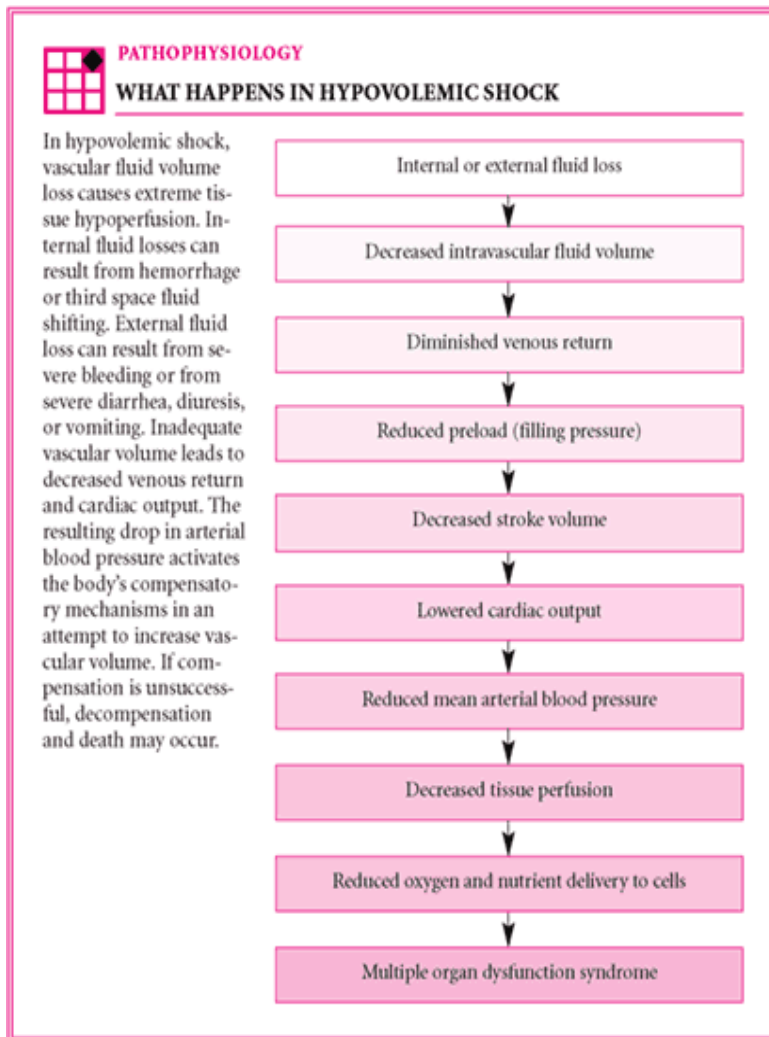 PATHOPHYSIOLOGY
WHAT HAPPENS IN HYPOVOLEMIC SHOCK
In hypovolemic shock,
vascular fluid volume
loss causes extreme tis-
sue hypoperfusion. In-
ternal fluid losses can
result from hemorrhage
or third space fluid
shifting. External fluid
loss can result from se-
vere bleeding or from
severe diarrhea, diuresis,
or vomiting. Inadequate
vascular volume leads to
decreased venous return
and cardiac output. The
resulting drop in arterial
blood pressure activates
the body's compensato-
ry mechanisms in an
attempt to increase vas-
cular volume. If com-
pensation is unsuccess-
ful, decompensation
and death may occur.
Internal or external fluid loss
Decreased intravascular fluid volume
Diminished venous return
Reduced preload (filling pressure)
Decreased stroke volume
Lowered cardiac output
Reduced mean arterial blood pressure
Decreased tissue perfusion
Reduced oxygen and nutrient delivery to cells
Multiple organ dysfunction syndrome